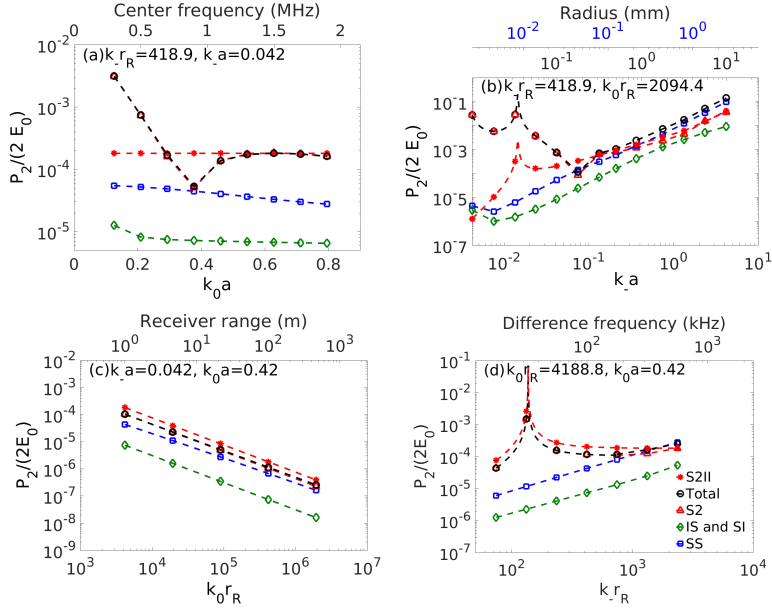 Center frequency (MHz)
0 0.5 1 1.5 2
(a)k_r_R=418.9, k_a=0.042
10^-2
10^-3
10^-4
10^-5
P_2/(2 E_0)
0 0.2 0.4 0.6 0.8
k_0a
Radius (mm)
10^-2 10^-1 10^0
10^-1 10^0 10^1
(b)k_r_R=418.9, k_0r_R=2094.4
10^-1
10^-3
10^-5
10^-7
P_2/(2 E_0)
10^-2 10^-1 10^0 10^1
k_a
Receiver range (m)
10^0 10^1 10^2 10^3
(c)k_a=0.042, k_0a=0.42
10^-2
10^-3
10^-4
10^-5
10^-6
10^-7
10^-8
10^-9
P_2/(2E_0)
10^3 10^4 10^5 10^6 10^7
k_0r_R
Difference frequency (kHz)
10^1 10^2 10^3
(d)k_0r_R=4188.8, k_0a=0.42
10^-1
10^-2
10^-3
10^-4
10^-5
10^-6
10^-7
P_2/(2E_0)
S2II
Total
S2
IS and SI
SS
10^2 10^3 10^4
k_r_R